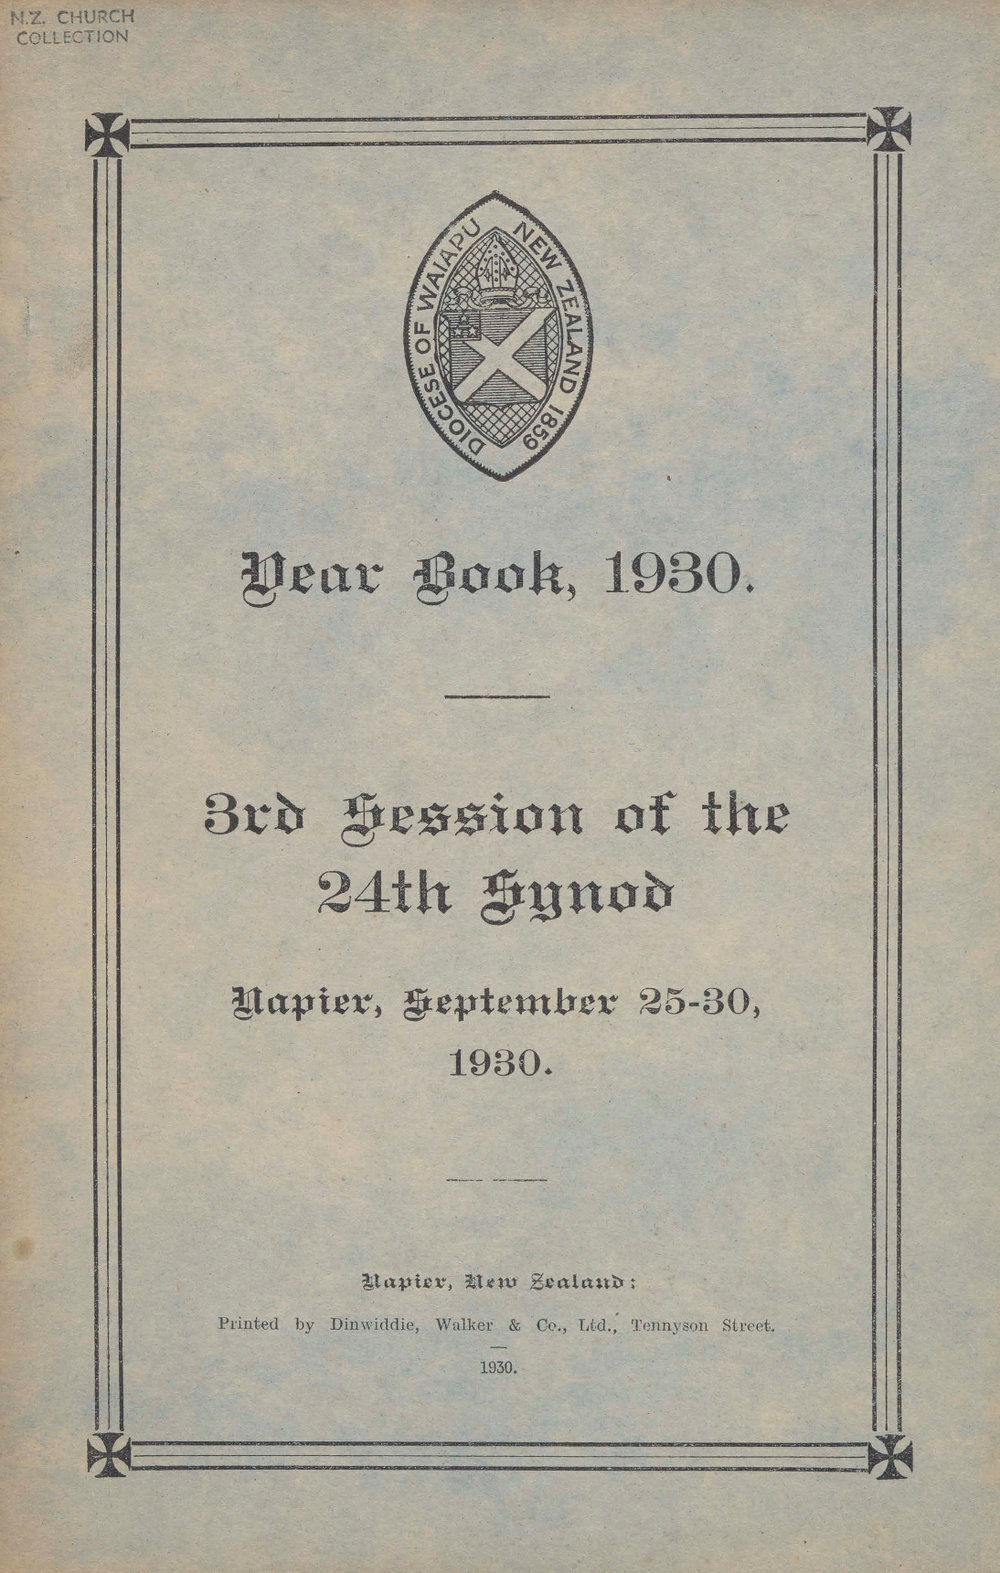 N.Z. CHURCH
COLLECTION
DIOCESE OF WAIAPU NEW ZEALAND 1859
Year Book, 1930.
3rd Session of the
24th Synod
Napier, September 25-30,
1930.
Napier, New Zealand:
Printed by Dinwiddie, Walker & Co., Ltd., Tennyson Street.
1930.